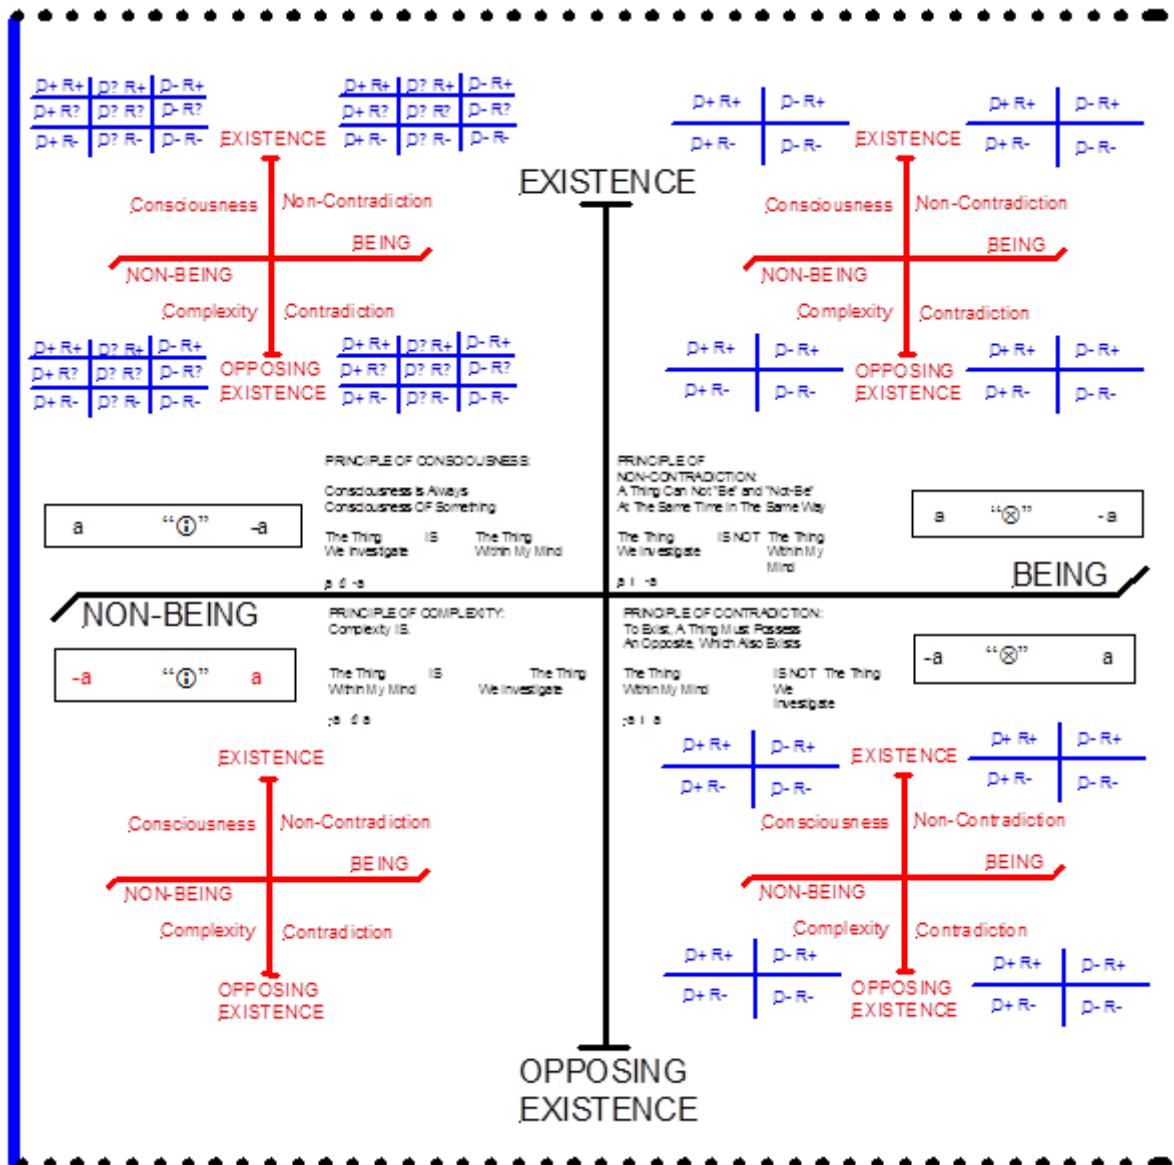 D+ R+ D? R+ D- R+
D+ R? D? R? D- R?
D+ R- D? R- D- R-
EXISTENCE
D+ R+ D? R+ D- R+
D+ R? D? R? D- R?
D+ R- D? R- D- R-
Consciousness Non-Contradiction
BEING
NON-BEING
Complexity Contradiction
OPPOSING
EXISTENCE
D+ R+ D? R+ D- R+
D+ R? D? R? D- R?
D+ R- D? R- D- R-
D+ R+ D? R+ D- R+
D+ R? D? R? D- R?
D+ R- D? R- D- R-
EXISTENCE
D+ R+ D- R+
D+ R- D- R-
EXISTENCE
D+ R+ D- R+
D+ R- D- R-
Consciousness Non-Contradiction
BEING
NON-BEING
Complexity Contradiction
D+ R+ D- R+
D+ R- D- R-
OPPOSING
EXISTENCE
D+ R+ D- R+
D+ R- D- R-
PRINCIPLE OF CONSCIOUSNESS:
Consciousness is Always
Consciousness OF Something
The Thing IS The Thing
We Investigate Within My Mind
a “ⓘ” -a
PRINCIPLE OF
NON-CONTRADICTION:
A Thing Can Not "Be" and "Not-Be"
At The Same Time In The Same Way
The Thing IS NOT The Thing
We Investigate Within My
Mind
a “⊗” -a
NON-BEING
BEING
PRINCIPLE OF COMPLEXITY:
Complexity IS.
The Thing IS The Thing
Within My Mind We Investigate
-a “ⓘ” a
PRINCIPLE OF CONTRADICTION:
To Exist, A Thing Must Possess
An Opposite, Which Also Exists
The Thing IS NOT The Thing
Within My Mind We
Investigate
-a “⊗” a
EXISTENCE
Consciousness Non-Contradiction
BEING
NON-BEING
Complexity Contradiction
OPPOSING
EXISTENCE
D+ R+ D- R+
D+ R- D- R-
EXISTENCE
D+ R+ D- R+
D+ R- D- R-
Consciousness Non-Contradiction
BEING
NON-BEING
Complexity Contradiction
D+ R+ D- R+
D+ R- D- R-
OPPOSING
EXISTENCE
D+ R+ D- R+
D+ R- D- R-
OPPOSING
EXISTENCE